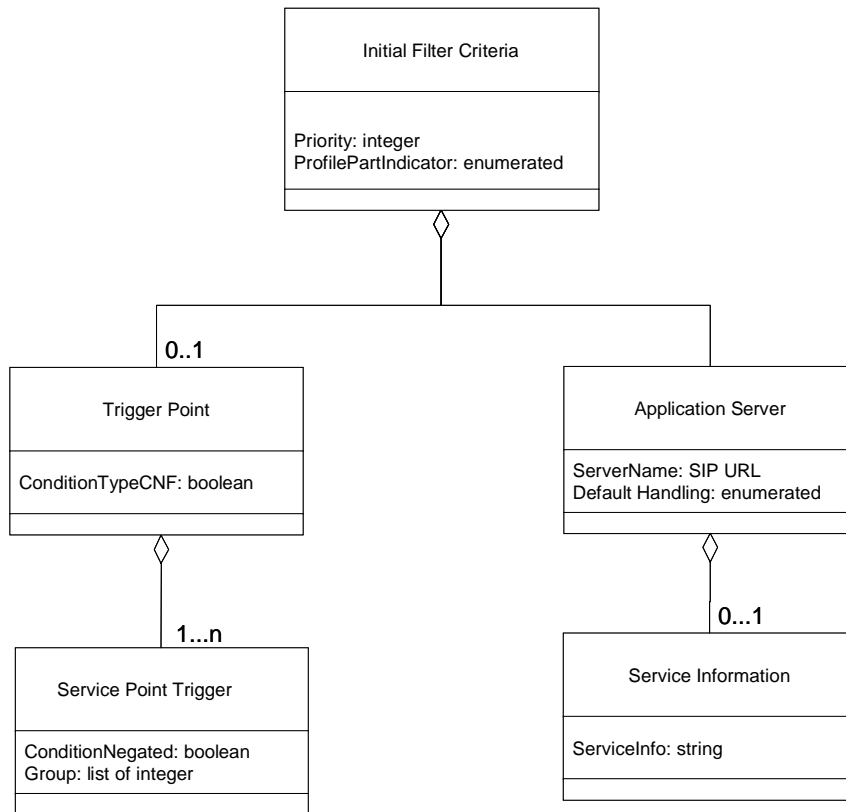 Initial Filter Criteria
Priority: integer
ProfilePartIndicator: enumerated
0..1
Trigger Point
ConditionTypeCNF: boolean
Application Server
ServerName: SIP URL
Default Handling: enumerated
1...n
0...1
Service Point Trigger
ConditionNegated: boolean
Group: list of integer
Service Information
ServiceInfo: string